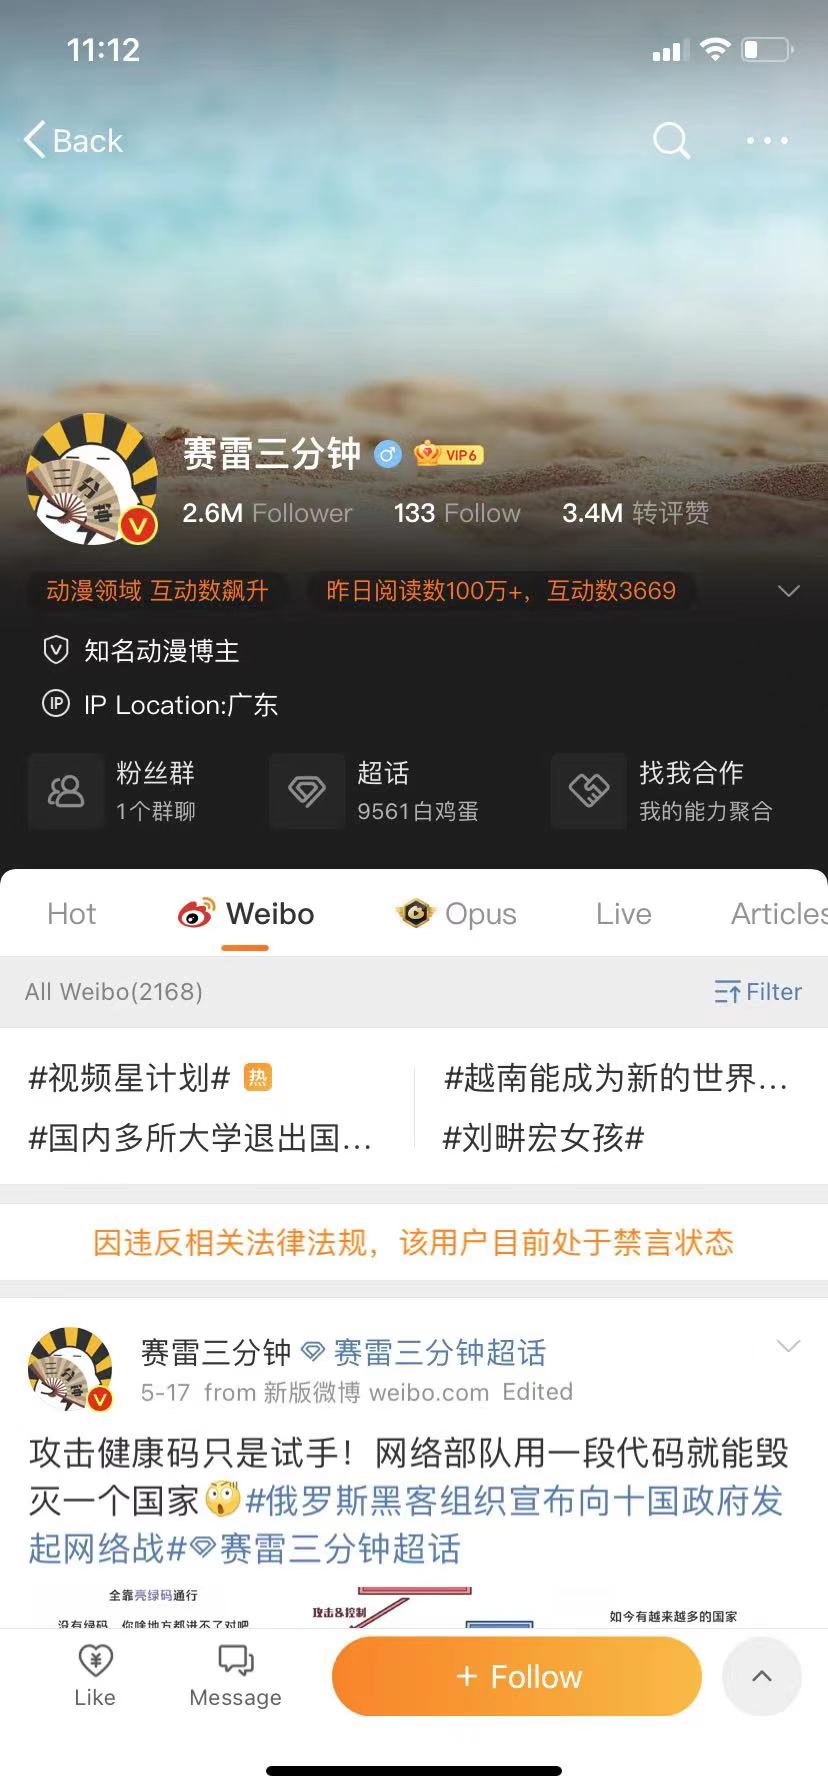 11:12
Back
赛雷三分钟 VIP6
2.6M Follower 133 Follow 3.4M 转评赞
动漫领域 互动数飙升 昨日阅读数100万+，互动数3669
知名动漫博主
IP IP Location:广东
粉丝群 超话 找我合作
1个群聊 9561白鸡蛋 我的能力聚合
Hot Weibo Opus Live Articles
All Weibo(2168) Filter
#视频星计划# 热 #越南能成为新的世界...
#国内多所大学退出国... #刘畊宏女孩#
因违反相关法律法规，该用户目前处于禁言状态
三分钟
赛雷三分钟 赛雷三分钟超话
5-17 from 新版微博 weibo.com Edited
攻击健康码只是试手！网络部队用一段代码就能毁
灭一个国家#俄罗斯黑客组织宣布向十国政府发
起网络战#赛雷三分钟超话
全靠亮绿码通行
没有绿码，你啥地方都进不了对吧
攻击&控制
如今有越来越多的国家
Like Message + Follow